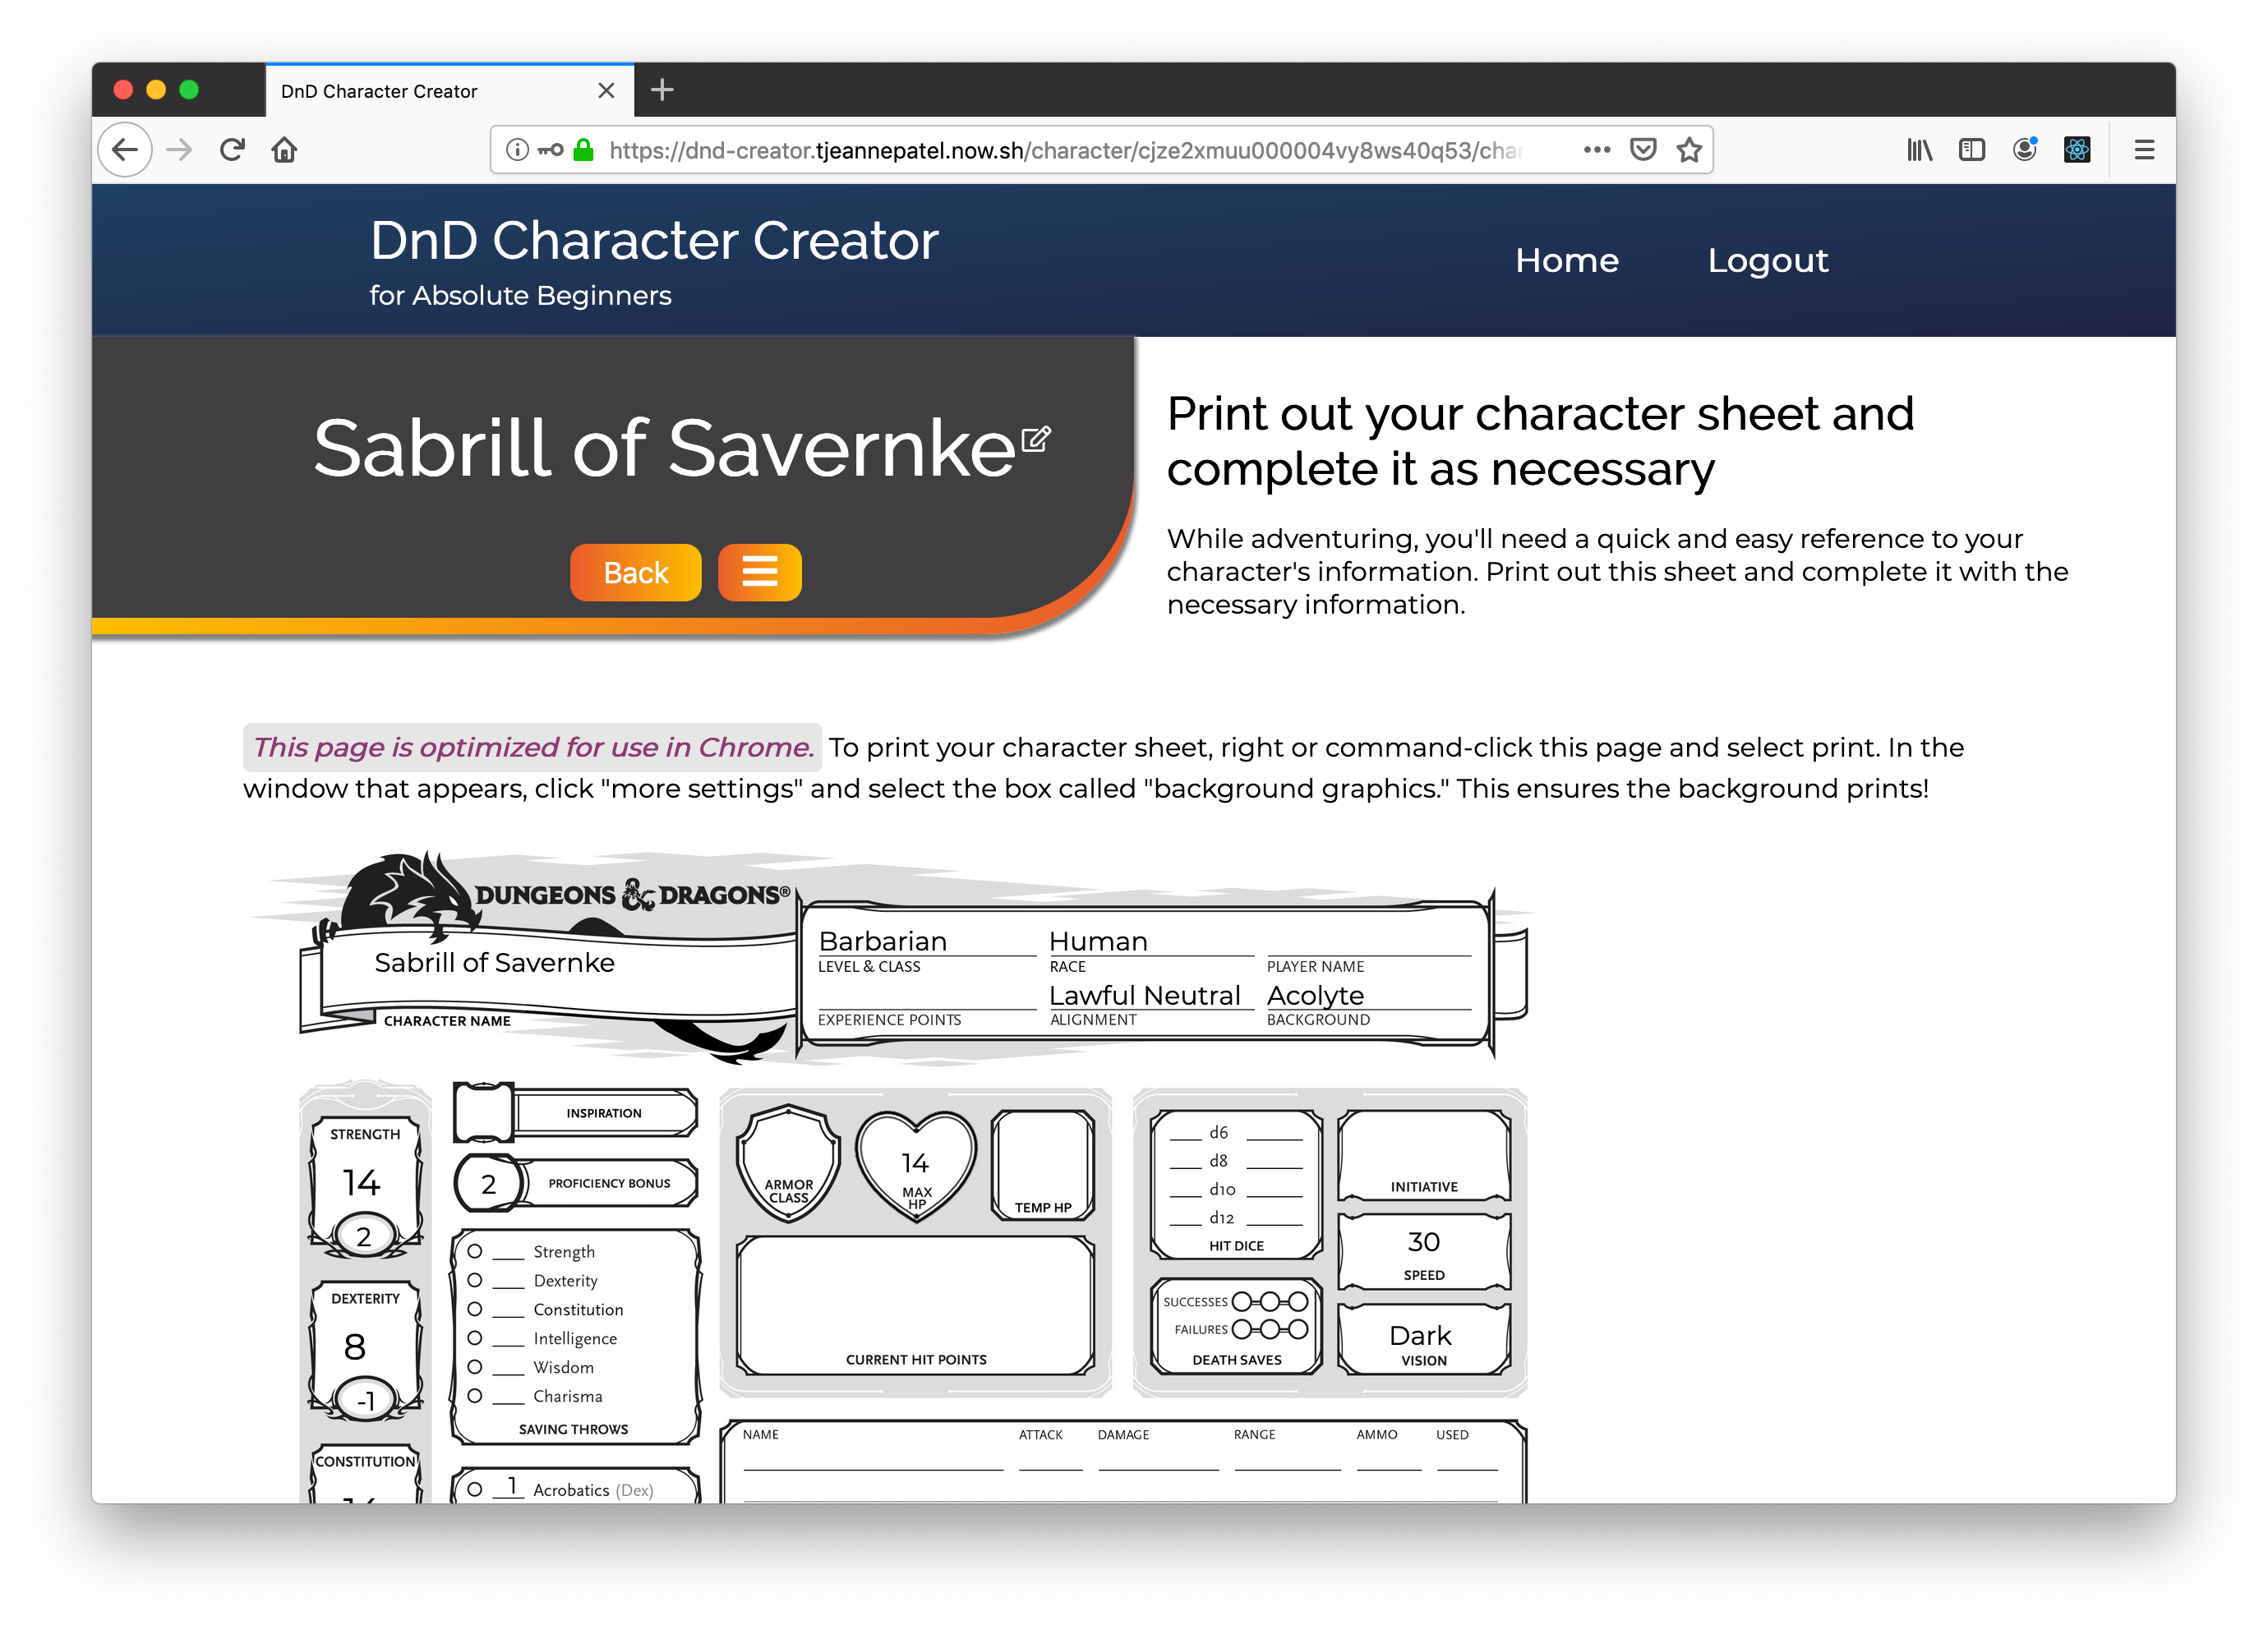 DnD Character Creator
https://dnd-creator.tjeannepatel.now.sh/character/cjze2xmuu000004vy8ws40q53/char
DnD Character Creator
for Absolute Beginners
Home
Logout
Sabrill of Savernke
Back
Print out your character sheet and
complete it as necessary
While adventuring, you'll need a quick and easy reference to your
character's information. Print out this sheet and complete it with the
necessary information.
This page is optimized for use in Chrome. To print your character sheet, right or command-click this page and select print. In the
window that appears, click "more settings" and select the box called "background graphics." This ensures the background prints!
DUNGEONS & DRAGONS®
Sabrill of Savernke
CHARACTER NAME
Barbarian
Human
LEVEL & CLASS
RACE
PLAYER NAME
Lawful Neutral
Acolyte
EXPERIENCE POINTS
ALIGNMENT
BACKGROUND
STRENGTH
14
2
DEXTERITY
8
-1
CONSTITUTION
INSPIRATION
2
PROFICIENCY BONUS
Strength
Dexterity
Constitution
Intelligence
Wisdom
Charisma
SAVING THROWS
1 Acrobatics (Dex)
ARMOR
CLASS
14
MAX
HP
TEMP HP
CURRENT HIT POINTS
d6
d8
d10
d12
HIT DICE
SUCCESSES
FAILURES
DEATH SAVES
INITIATIVE
30
SPEED
Dark
VISION
NAME
ATTACK
DAMAGE
RANGE
AMMO
USED